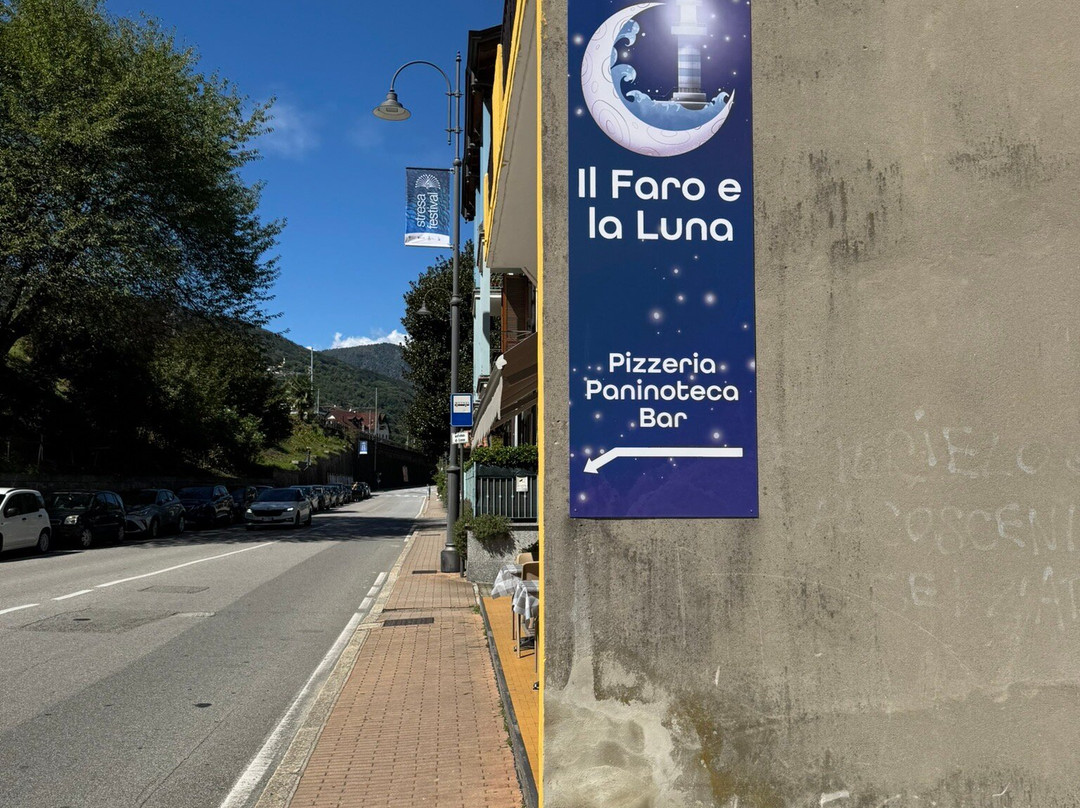 Il Faro e
la Luna
Pizzeria
Paninoteca
Bar
stresa
festival